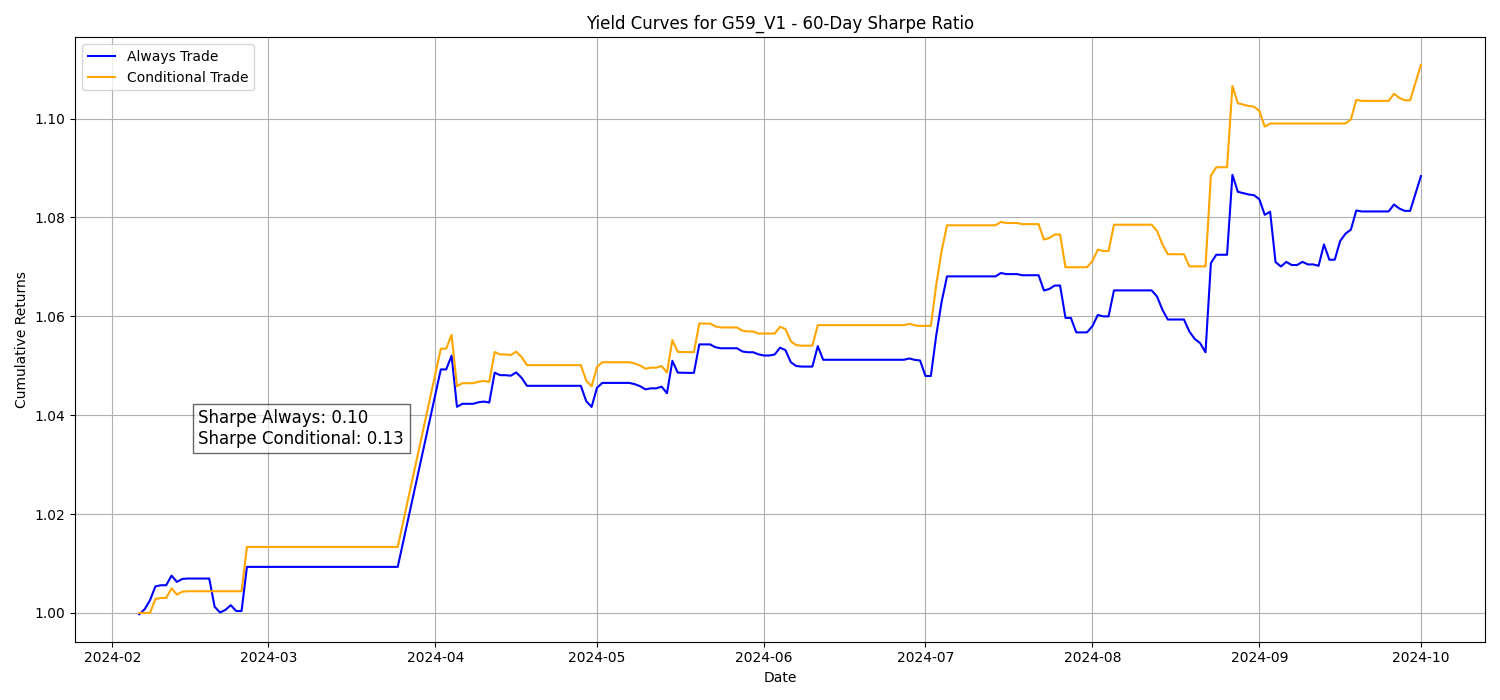 Yield Curves for G59_V1 - 60-Day Sharpe Ratio
Always Trade
Conditional Trade
Cumulative Returns
1.10
1.08
1.06
1.04
1.02
1.00
Sharpe Always: 0.10
Sharpe Conditional: 0.13
2024-02
2024-03
2024-04
2024-05
2024-06
2024-07
2024-08
2024-09
2024-10
Date